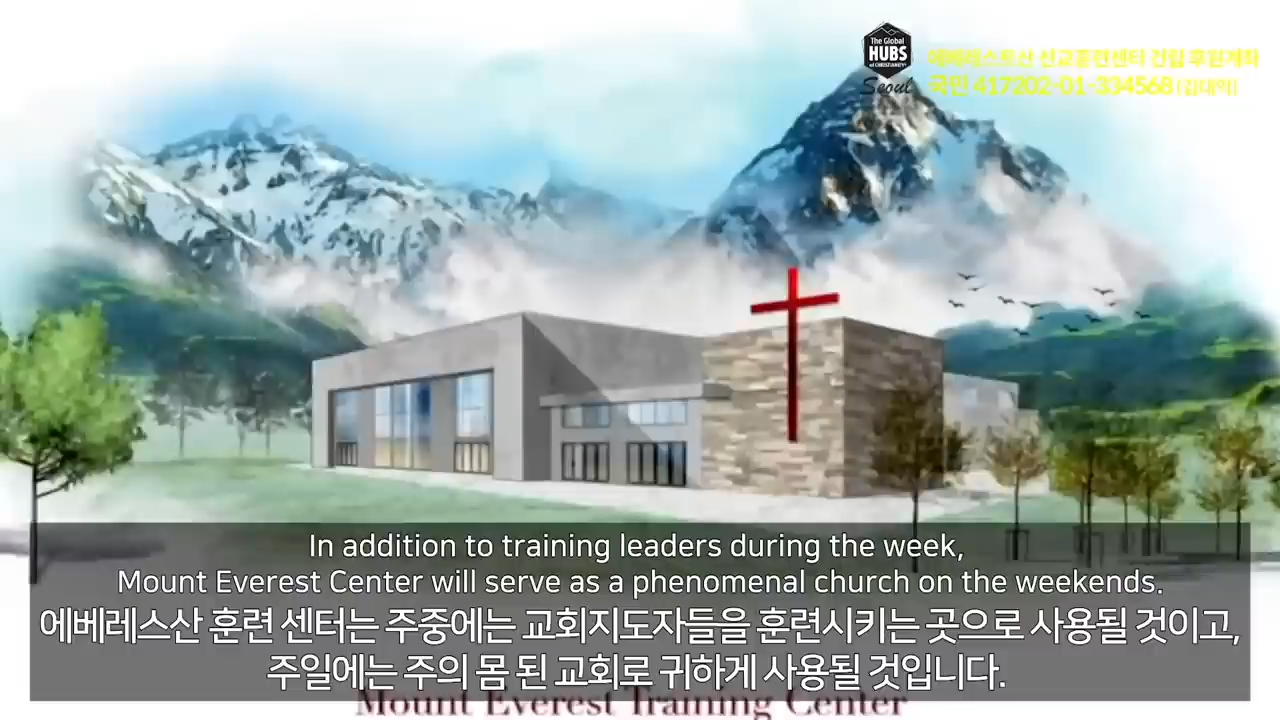 The Global
HUBS
of CHRISTIANITY
Seoul
에베레스트산 선교훈련센터 건립 후원계좌
국민 417202-01-334568 (김대덕)
In addition to training leaders during the week,
Mount Everest Center will serve as a phenomenal church on the weekends.
에베레스산 훈련 센터는 주중에는 교회지도자들을 훈련시키는 곳으로 사용될 것이고,
주일에는 주의 몸 된 교회로 귀하게 사용될 것입니다.
Mount Everest Training Center